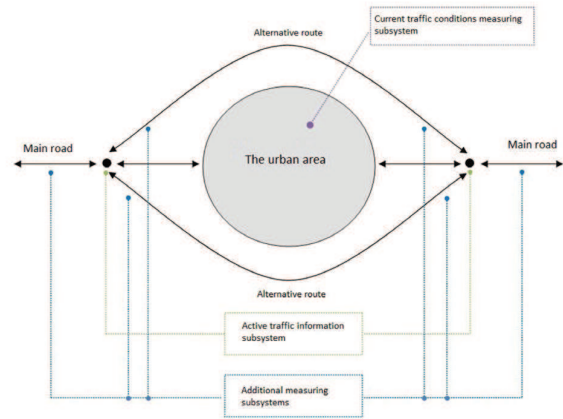 Current traffic conditions measuring
subsystem
Alternative route
Main road
The urban area
Main road
Alternative route
Active traffic information
subsystem
Additional measuring
subsystems